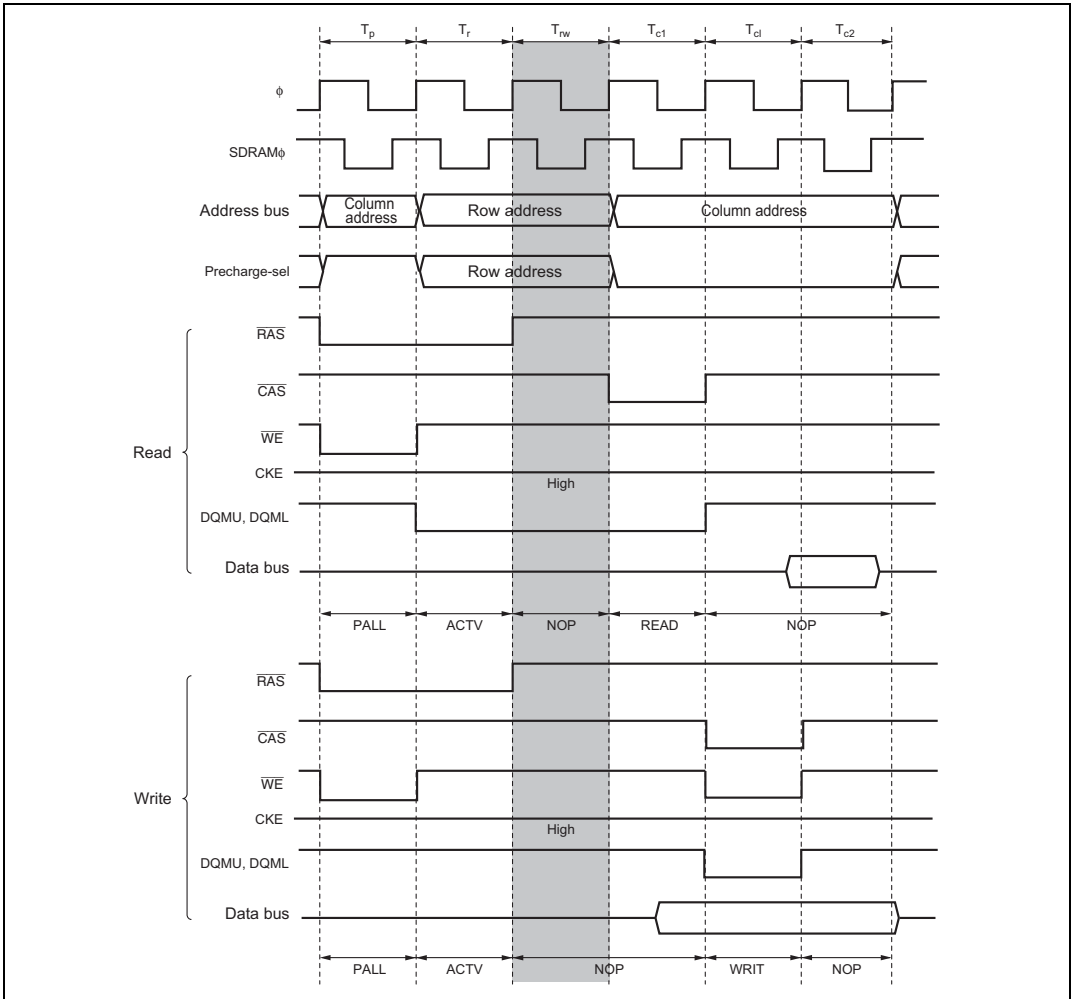 Tp Tr Trw Tc1 Tcl Tc2
ϕ
SDRAMϕ
Address bus
Column
address
Row address
Column address
Precharge-sel
Row address
Read
RAS
CAS
WE
CKE
High
DQMU, DQML
Data bus
PALL ACTV NOP READ NOP
Write
RAS
CAS
WE
CKE
High
DQMU, DQML
Data bus
PALL ACTV NOP WRIT NOP